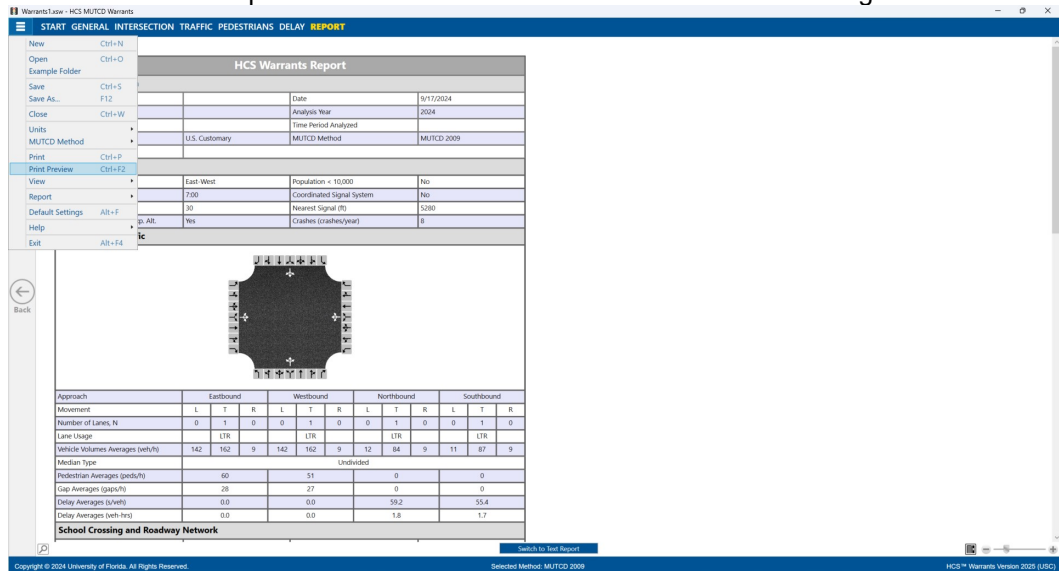 Warrants1.xsw - HCS MUTCD Warrants
START GENERAL INTERSECTION TRAFFIC PEDESTRIANS DELAY REPORT
New Ctrl+N
Open Ctrl+O
Example Folder
Save Ctrl+S
Save As... F12
Close Ctrl+W
Units
MUTCD Method
Print Ctrl+P
Print Preview Ctrl+F2
View
Report
Default Settings Alt+F
Help
Exit Alt+F4
Back
HCS Warrants Report
Date 9/17/2024
Analysis Year 2024
Time Period Analyzed
U.S. Customary MUTCD Method MUTCD 2009
East-West Population < 10,000 No
7:00 Coordinated Signal System No
30 Nearest Signal (ft) 5280
p. Alt. Yes Crashes (crashes/year) 8
ic
Approach Eastbound Westbound Northbound Southbound
Movement L T R L T R L T R L T R
Number of Lanes, N 0 1 0 0 1 0 0 1 0 0 1 0
Lane Usage LTR LTR LTR LTR
Vehicle Volumes Averages (veh/h) 142 162 9 142 162 9 12 84 9 11 87 9
Median Type Undivided
Pedestrian Averages (peds/h) 60 51 0 0
Gap Averages (gaps/h) 28 27 0 0
Delay Averages (s/veh) 0.0 0.0 59.2 55.4
Delay Averages (veh-hrs) 0.0 0.0 1.8 1.7
School Crossing and Roadway Network
Switch to Text Report
Copyright © 2024 University of Florida. All Rights Reserved. Selected Method: MUTCD 2009 HCS™ Warrants Version 2025 (USC)